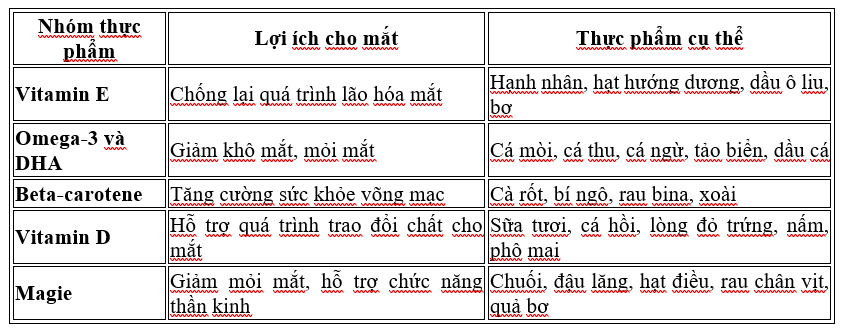 Nhóm thực
phẩm
Lợi ích cho mắt
Thực phẩm cụ thể
Vitamin E
Chống lại quá trình lão hóa mắt
Hạnh nhân, hạt hướng dương, dầu ô liu,
bơ
Omega-3 và
DHA
Giảm khô mắt, mỏi mắt
Cá mòi, cá thu, cá ngừ, tảo biển, dầu cá
Beta-carotene
Tăng cường sức khỏe võng mạc
Cà rốt, bí ngô, rau bina, xoài
Vitamin D
Hỗ trợ quá trình trao đổi chất cho
mắt
Sữa tươi, cá hồi, lòng đỏ trứng, nấm,
phô mai
Magie
Giảm mỏi mắt, hỗ trợ chức năng
thần kinh
Chuối, đậu lăng, hạt điều, rau chân vịt,
quả bơ